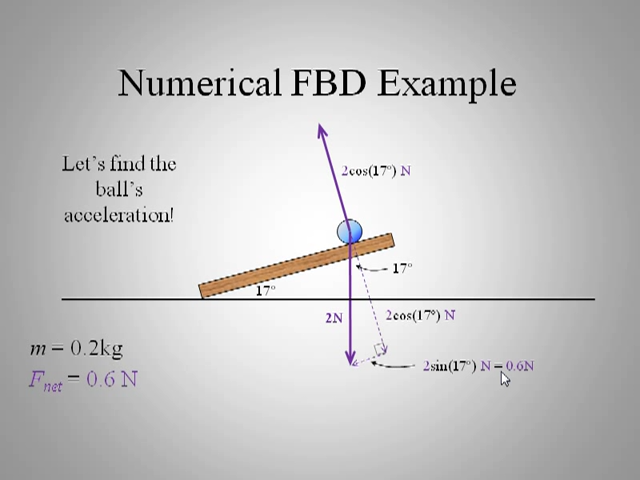 Numerical FBD Example
Let's find the
ball's
acceleration!
2cos(17°) N
17°
17°
2N
2cos(17°) N
2sin(17°) N = 0.6N
m = 0.2kg
Fnet = 0.6 N